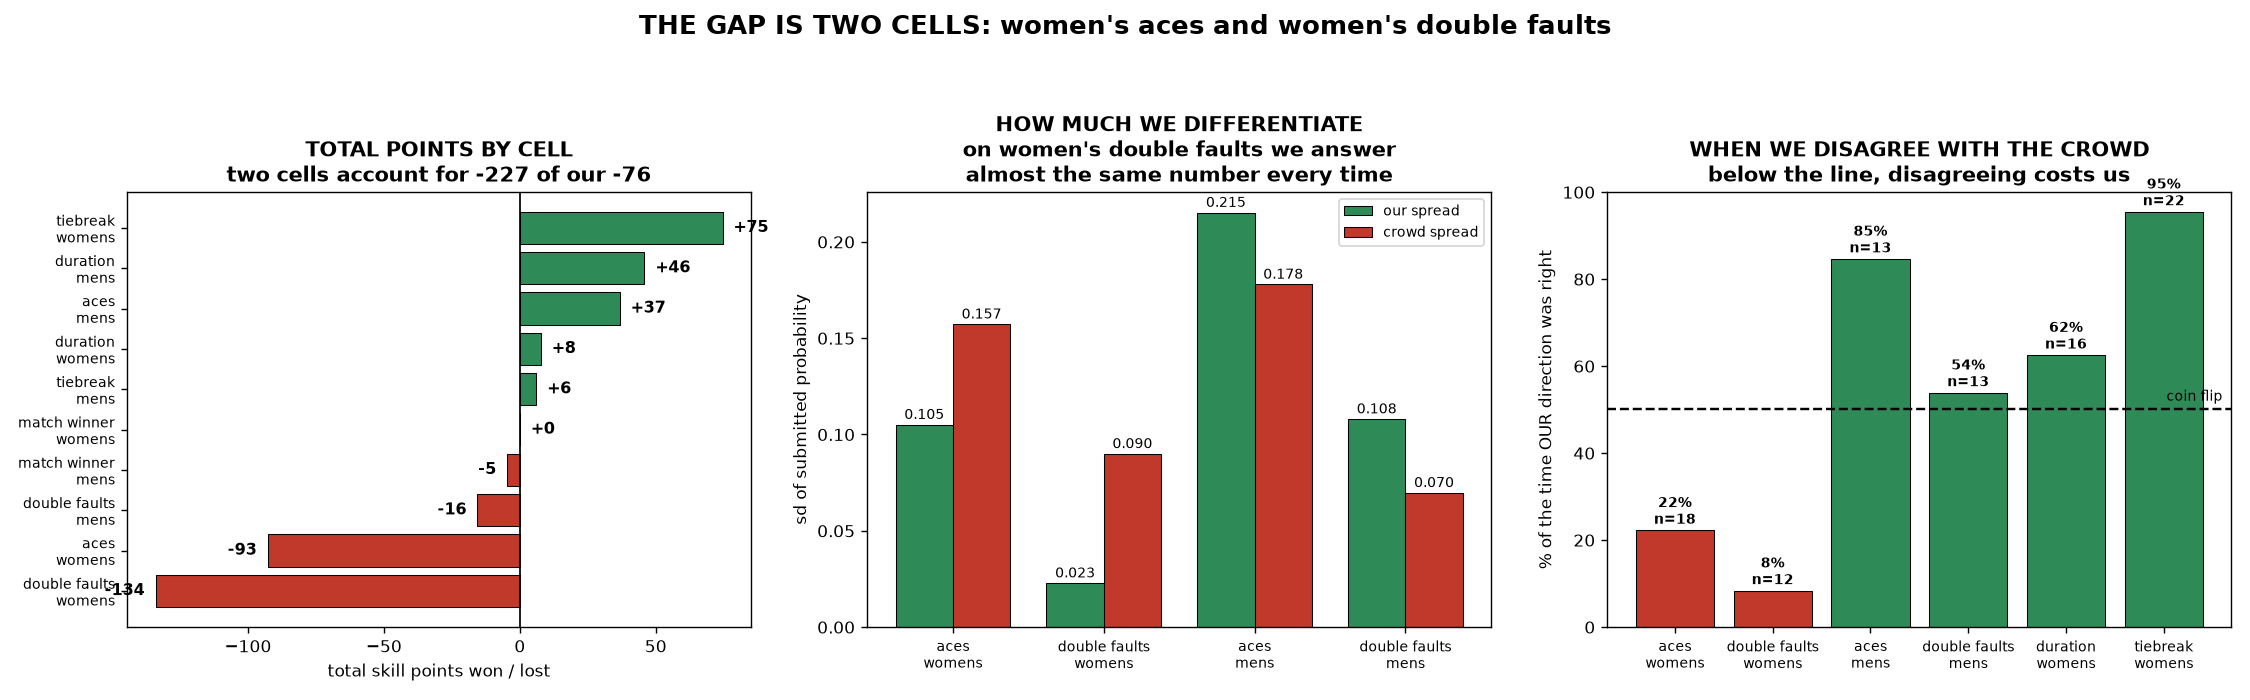 THE GAP IS TWO CELLS: women's aces and women's double faults
TOTAL POINTS BY CELL
two cells account for -227 of our -76
tiebreak
womens
+75
duration
mens
+46
aces
mens
+37
duration
womens
+8
tiebreak
mens
+6
match winner
womens
+0
match winner
mens
-5
double faults
mens
-16
aces
womens
-93
double faults
womens
-134
−100
−50
0
50
total skill points won / lost
HOW MUCH WE DIFFERENTIATE
on women's double faults we answer
almost the same number every time
sd of submitted probability
0.20
0.15
0.10
0.05
0.00
our spread
crowd spread
0.105
0.157
0.023
0.090
0.215
0.178
0.108
0.070
aces
womens
double faults
womens
aces
mens
double faults
mens
WHEN WE DISAGREE WITH THE CROWD
below the line, disagreeing costs us
% of the time OUR direction was right
100
80
60
40
20
0
22%
n=18
8%
n=12
85%
n=13
54%
n=13
62%
n=16
95%
n=22
coin flip
aces
womens
double faults
womens
aces
mens
double faults
mens
duration
womens
tiebreak
womens